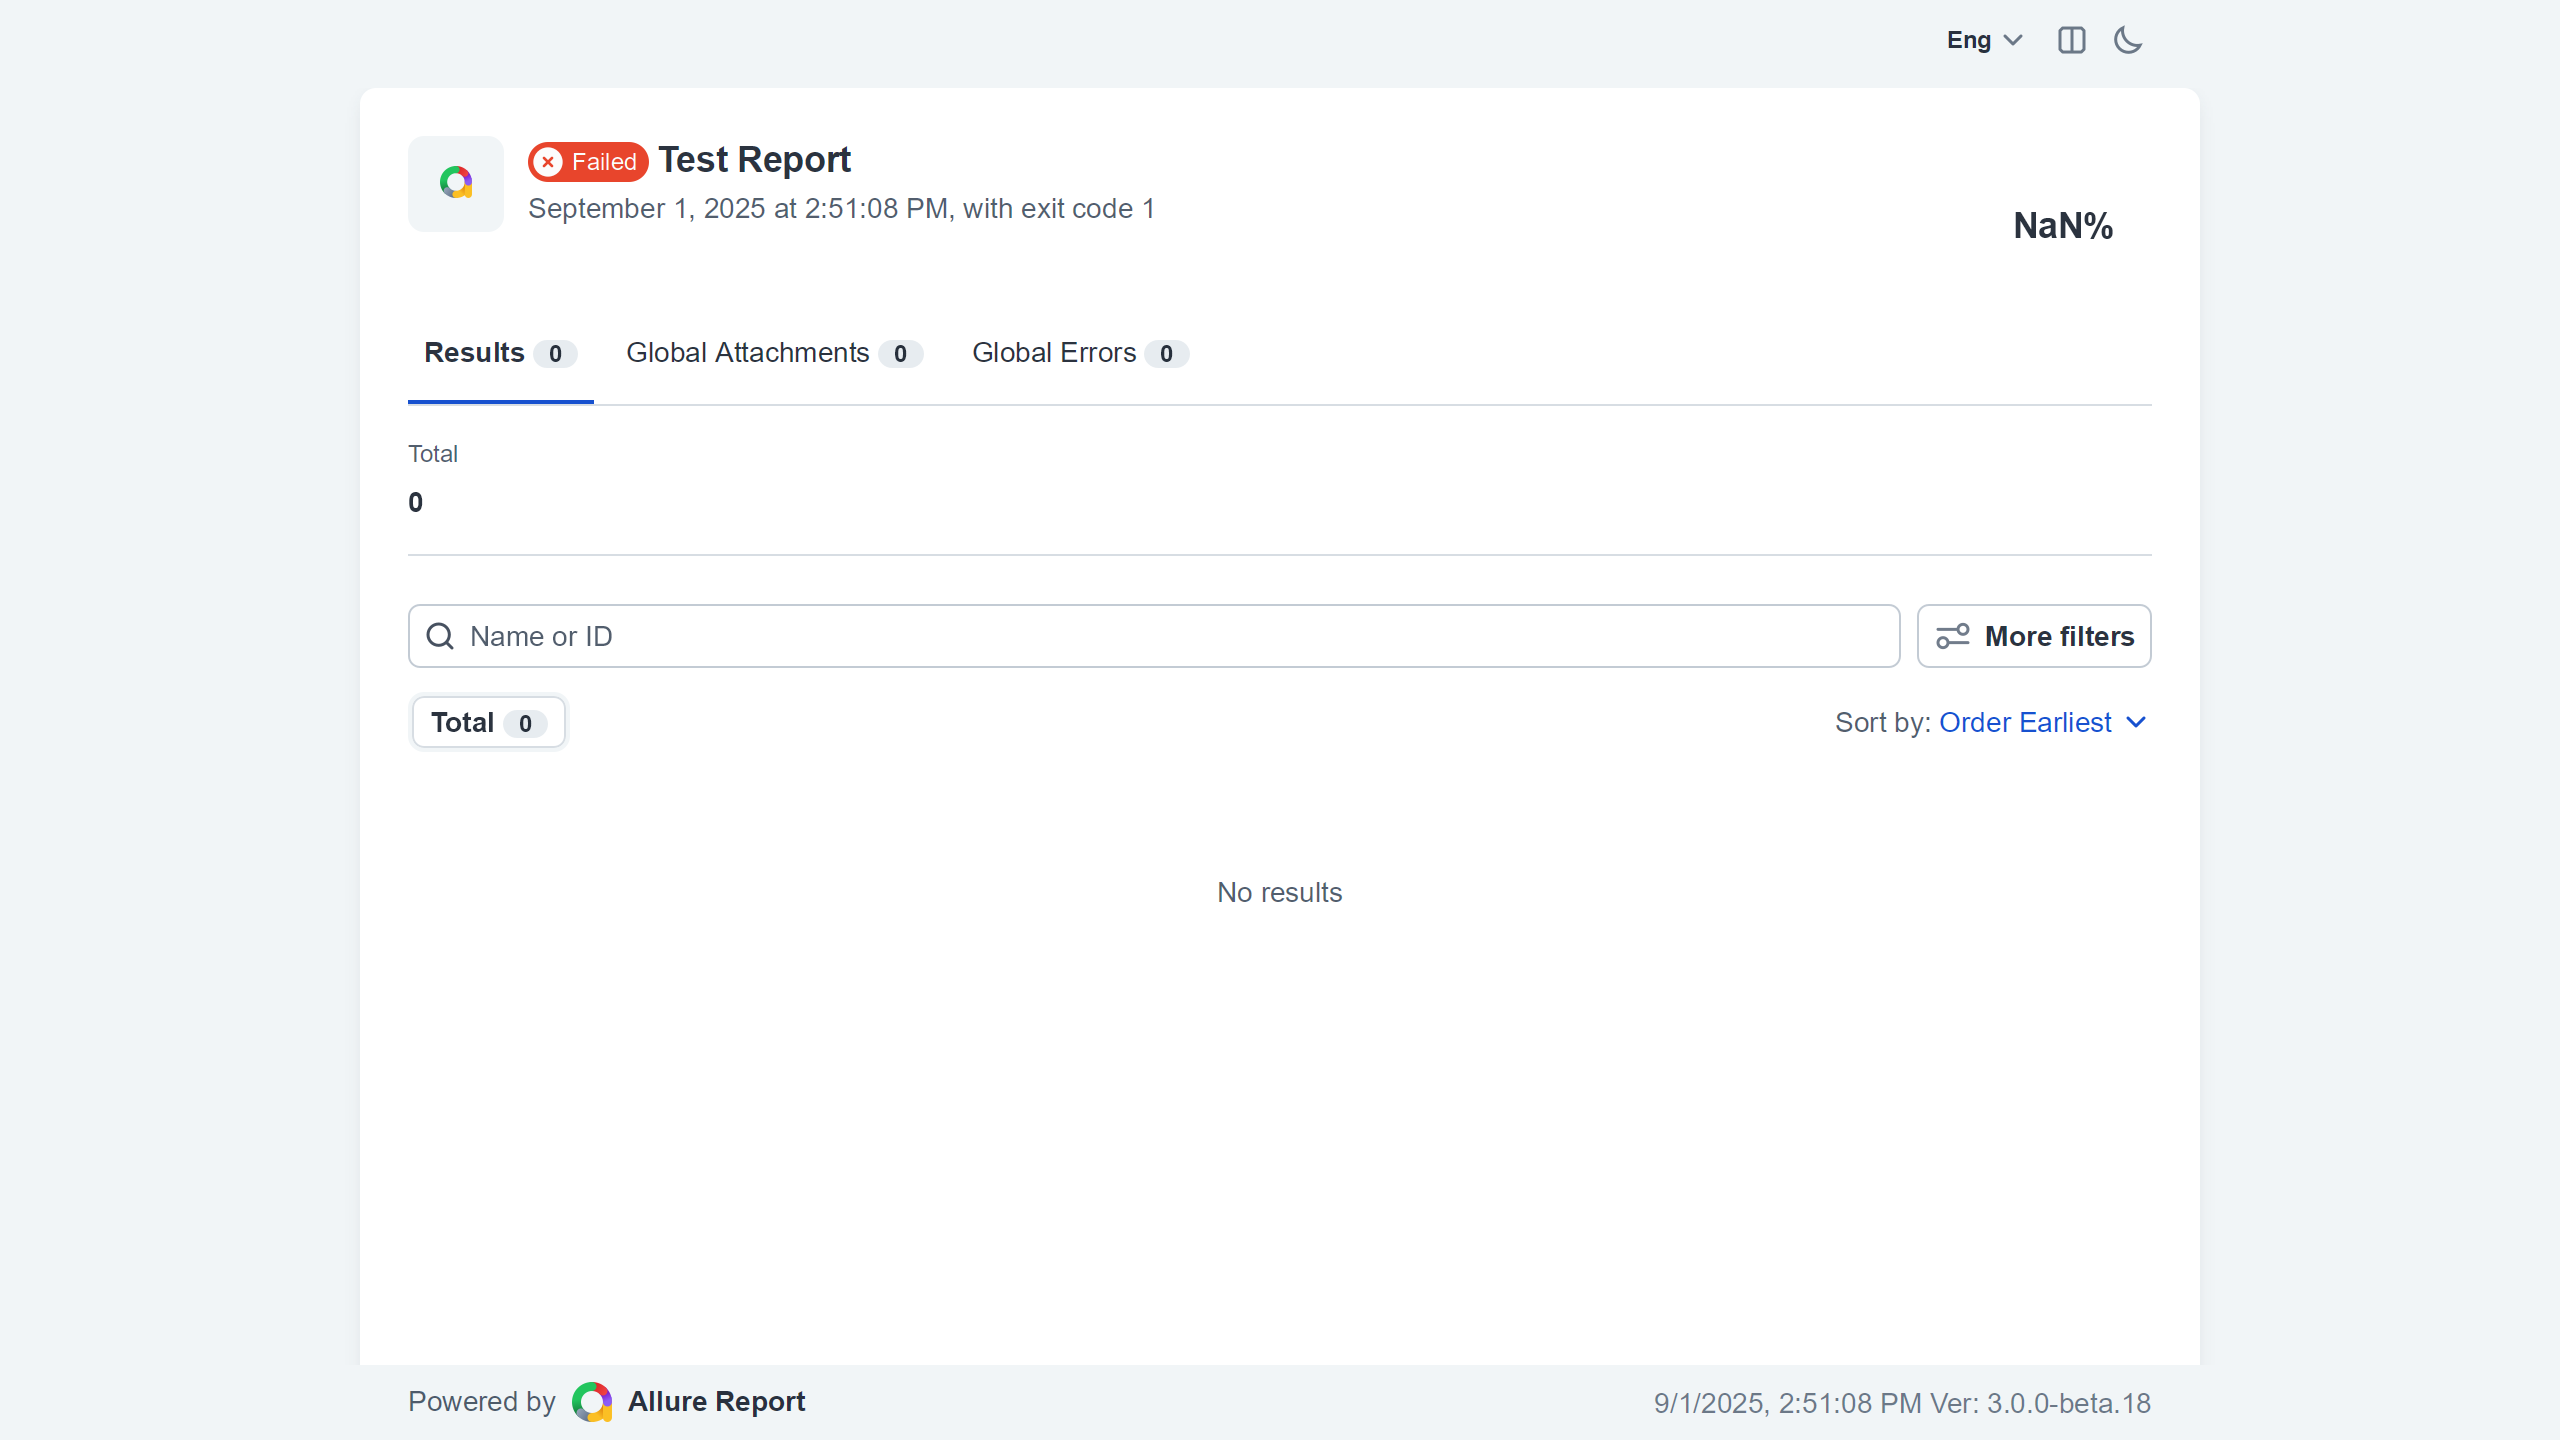 Eng
Failed Test Report
September 1, 2025 at 2:51:08 PM, with exit code 1
NaN%
Results 0 Global Attachments 0 Global Errors 0
Total
0
Name or ID More filters
Total 0 Sort by: Order Earliest
No results
Powered by Allure Report 9/1/2025, 2:51:08 PM Ver: 3.0.0-beta.18